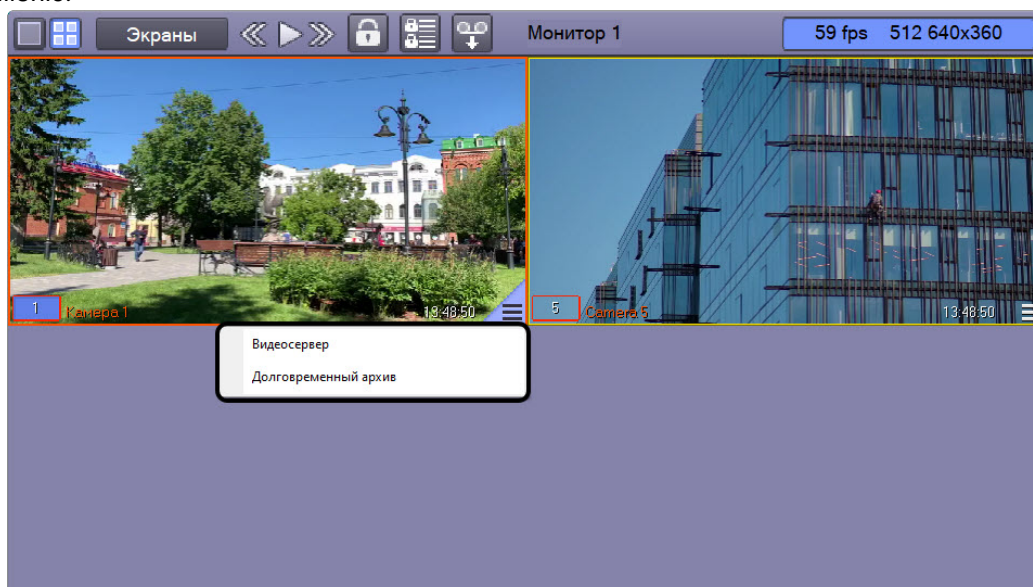 меню.
Экраны Монитор 1 59 fps 512 640x360
1 Камера 1 13:48:50 5 Camera 5 13:48:50
Видеосервер
Долговременный архив